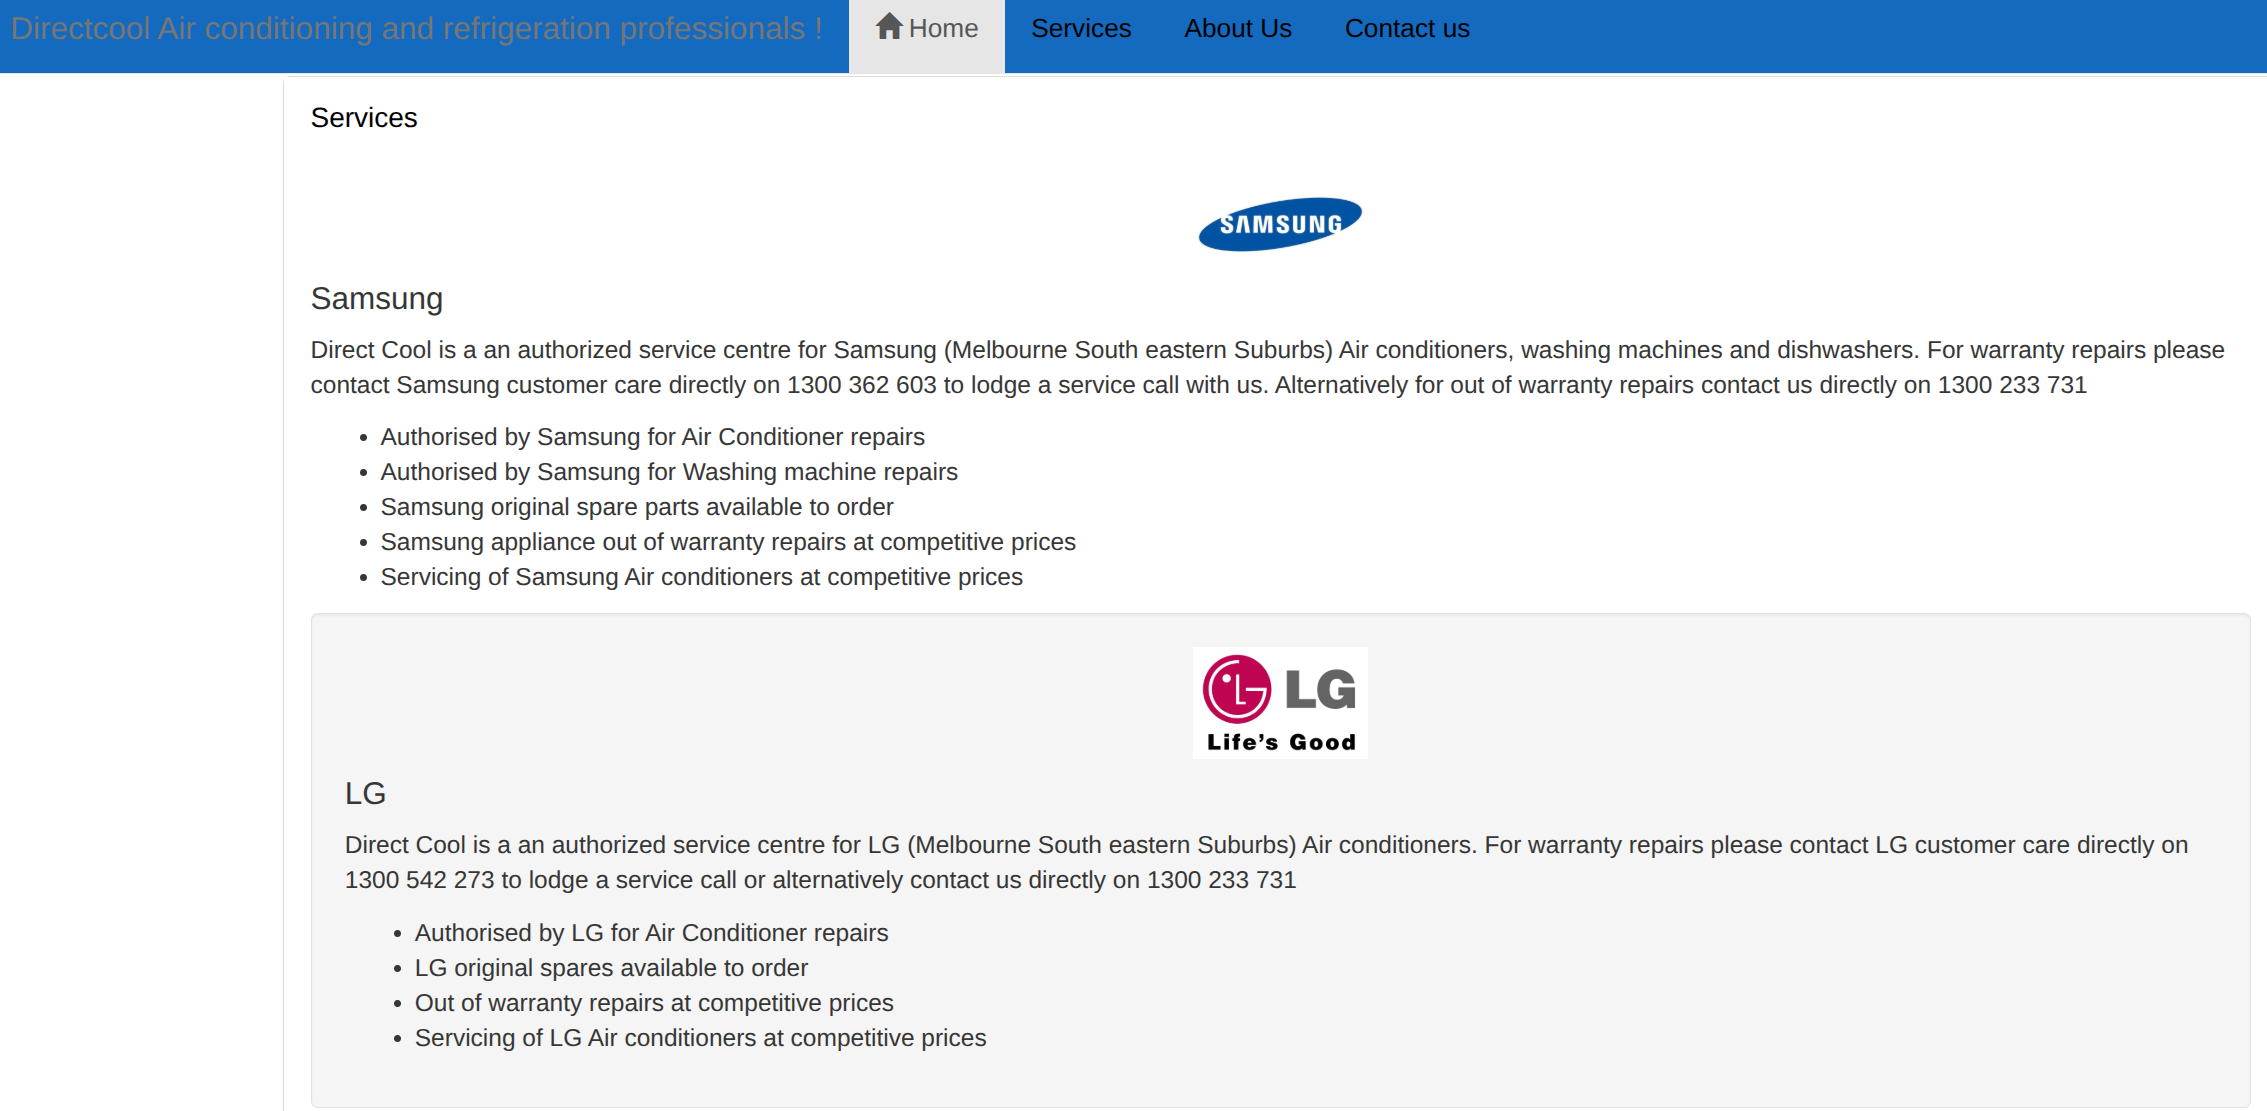 Directcool Air conditioning and refrigeration professionals !
Home
Services
About Us
Contact us
Services
SAMSUNG
Samsung
Direct Cool is a an authorized service centre for Samsung (Melbourne South eastern Suburbs) Air conditioners, washing machines and dishwashers. For warranty repairs please
contact Samsung customer care directly on 1300 362 603 to lodge a service call with us. Alternatively for out of warranty repairs contact us directly on 1300 233 731
• Authorised by Samsung for Air Conditioner repairs
• Authorised by Samsung for Washing machine repairs
• Samsung original spare parts available to order
• Samsung appliance out of warranty repairs at competitive prices
• Servicing of Samsung Air conditioners at competitive prices
LG
Life's Good
LG
Direct Cool is a an authorized service centre for LG (Melbourne South eastern Suburbs) Air conditioners. For warranty repairs please contact LG customer care directly on
1300 542 273 to lodge a service call or alternatively contact us directly on 1300 233 731
• Authorised by LG for Air Conditioner repairs
• LG original spares available to order
• Out of warranty repairs at competitive prices
• Servicing of LG Air conditioners at competitive prices